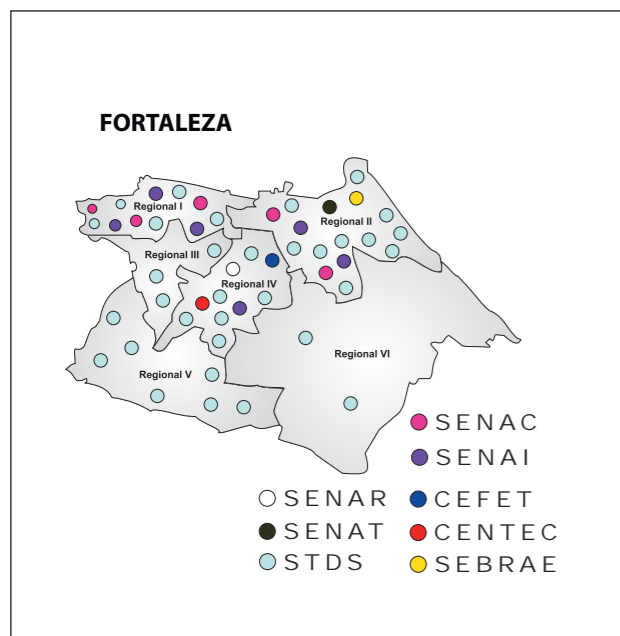 FORTALEZA
Regional I
Regional II
Regional III
Regional IV
Regional VI
Regional V
SENAC
SENAI
SENAR
CEFET
SENAT
CENTEC
STDS
SEBRAE